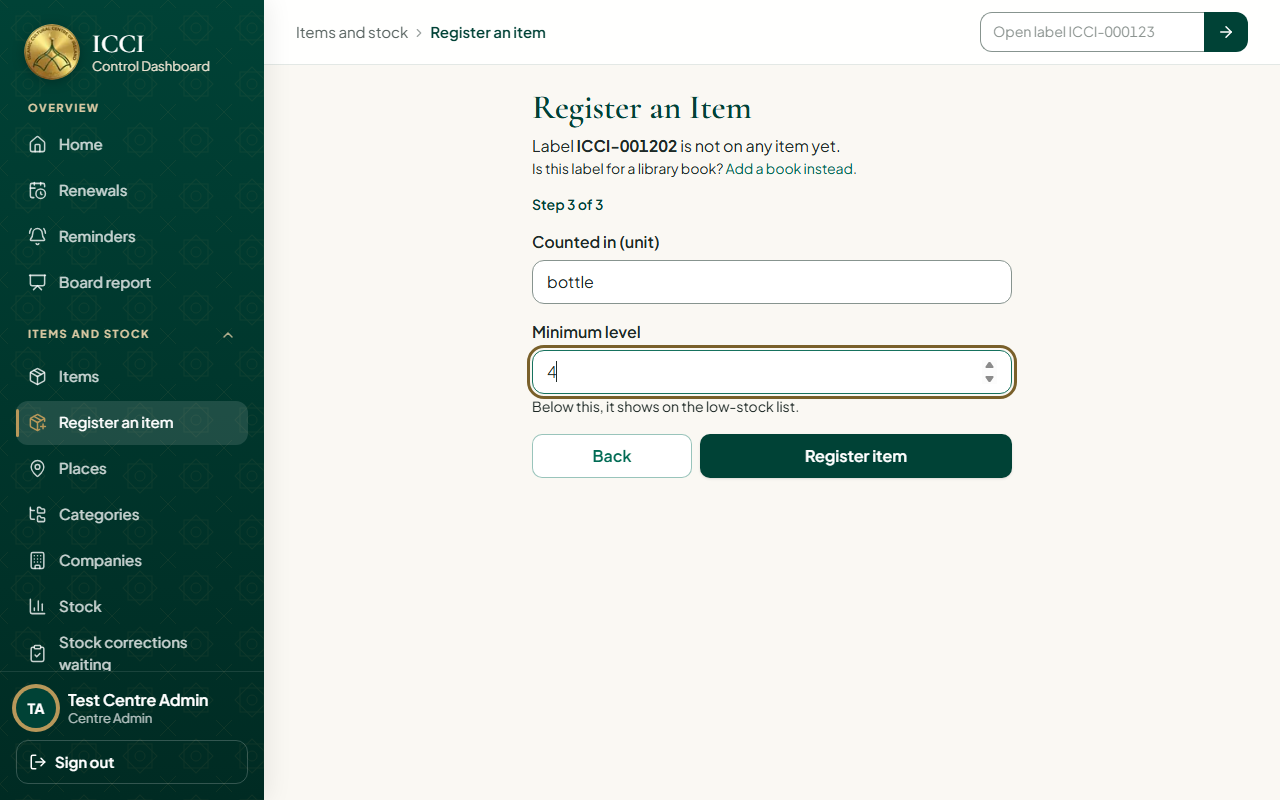 ICCI
Control Dashboard
OVERVIEW
Home
Renewals
Reminders
Board report
ITEMS AND STOCK
Items
Register an item
Places
Categories
Companies
Stock
Stock corrections
waiting
TA
Test Centre Admin
Centre Admin
Sign out
Items and stock › Register an item
Open label ICCI-000123
Register an Item
Label ICCI-001202 is not on any item yet.
Is this label for a library book? Add a book instead.
Step 3 of 3
Counted in (unit)
bottle
Minimum level
4
Below this, it shows on the low-stock list.
Back
Register item